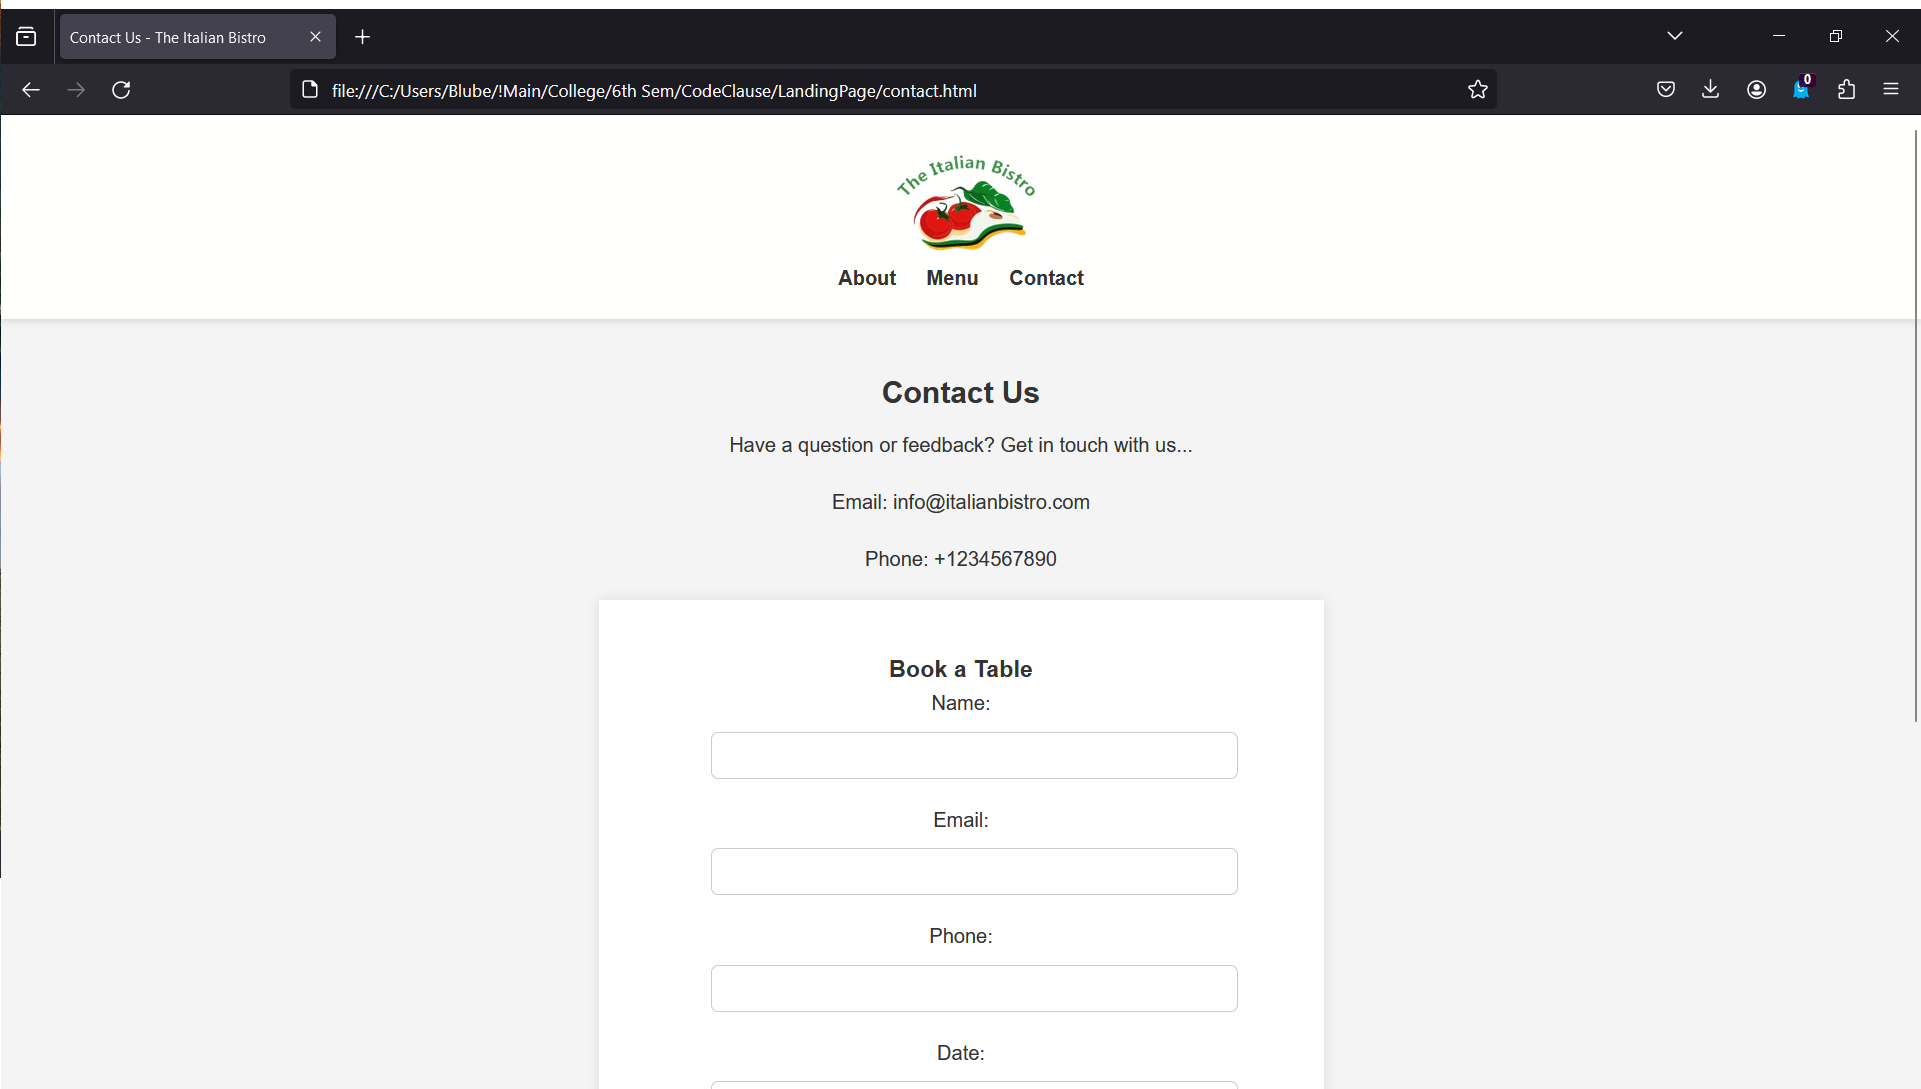 Contact Us - The Italian Bistro
file:///C:/Users/Blube/!Main/College/6th Sem/CodeClause/LandingPage/contact.html
0
The Italian Bistro
About Menu Contact
Contact Us
Have a question or feedback? Get in touch with us...
Email: info@italianbistro.com
Phone: +1234567890
Book a Table
Name:
Email:
Phone:
Date: